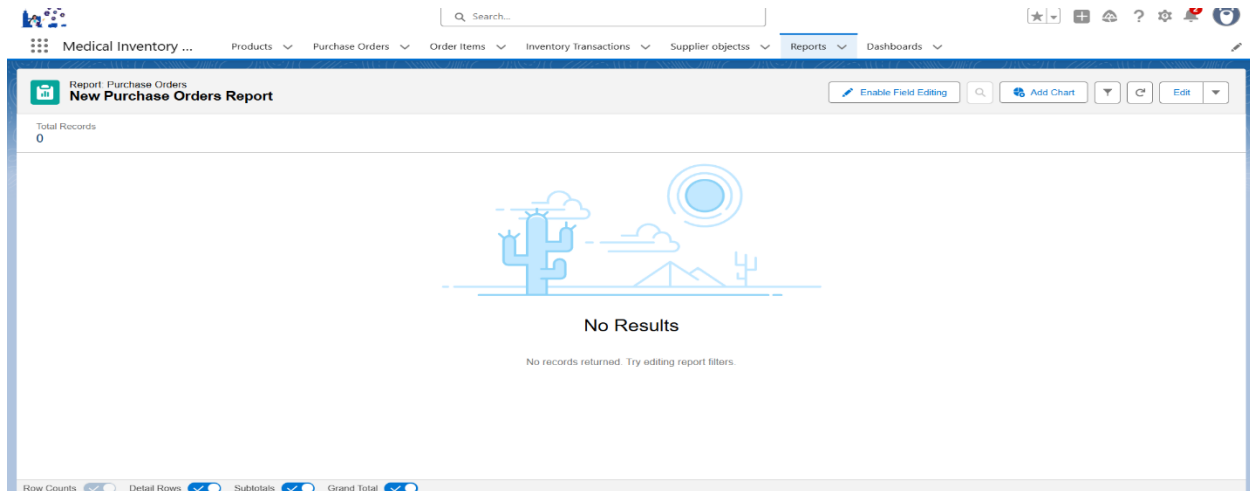 Search...
Medical Inventory ... Products Purchase Orders Order Items Inventory Transactions Supplier objectss Reports Dashboards
Report: Purchase Orders
New Purchase Orders Report
Enable Field Editing Add Chart Edit
Total Records
0
No Results
No records returned. Try editing report filters.
Row Counts Detail Rows Subtotals Grand Total